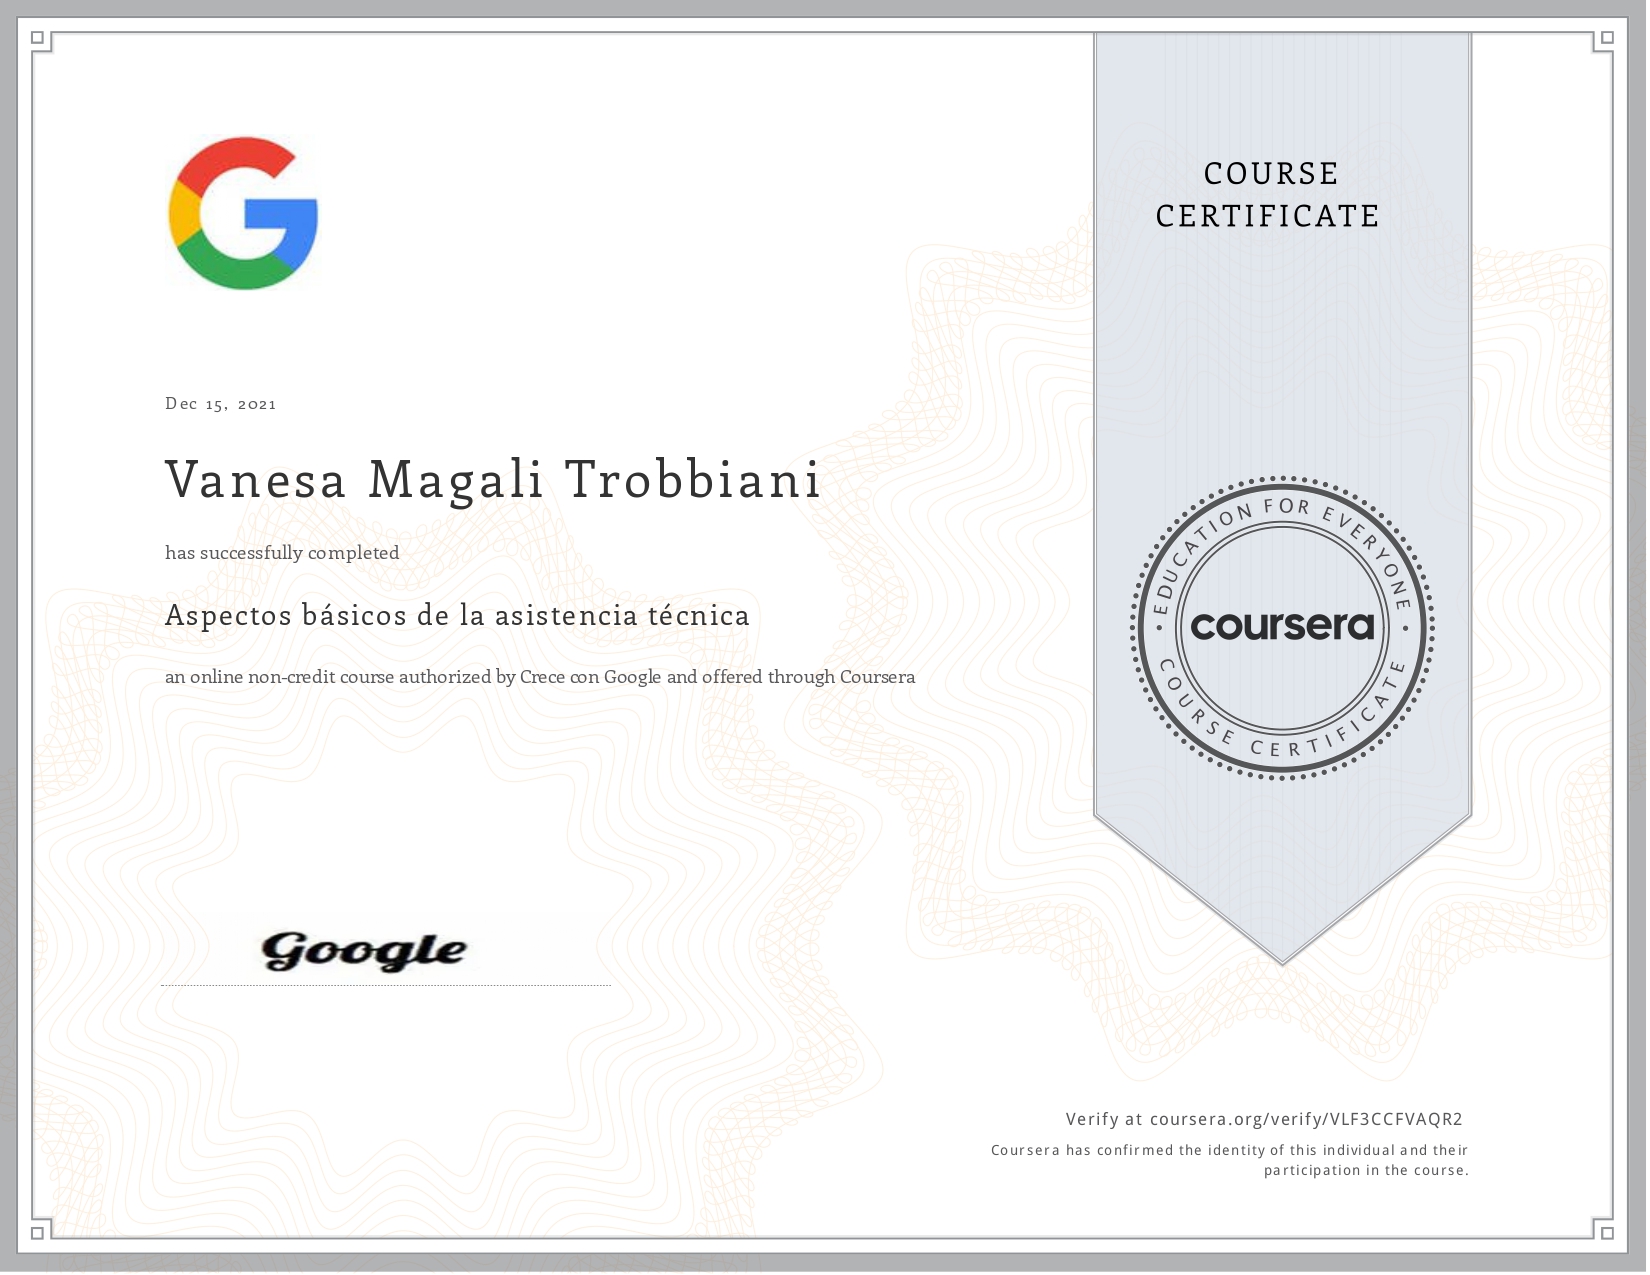 COURSE
CERTIFICATE
Dec 15, 2021
Vanesa Magali Trobbiani
has successfully completed
Aspectos básicos de la asistencia técnica
an online non-credit course authorized by Crece con Google and offered through Coursera
EDUCATION FOR EVERYONE
coursera
COURSE CERTIFICATE
Google
Verify at coursera.org/verify/VLF3CCFVAQR2
Coursera has confirmed the identity of this individual and their
participation in the course.